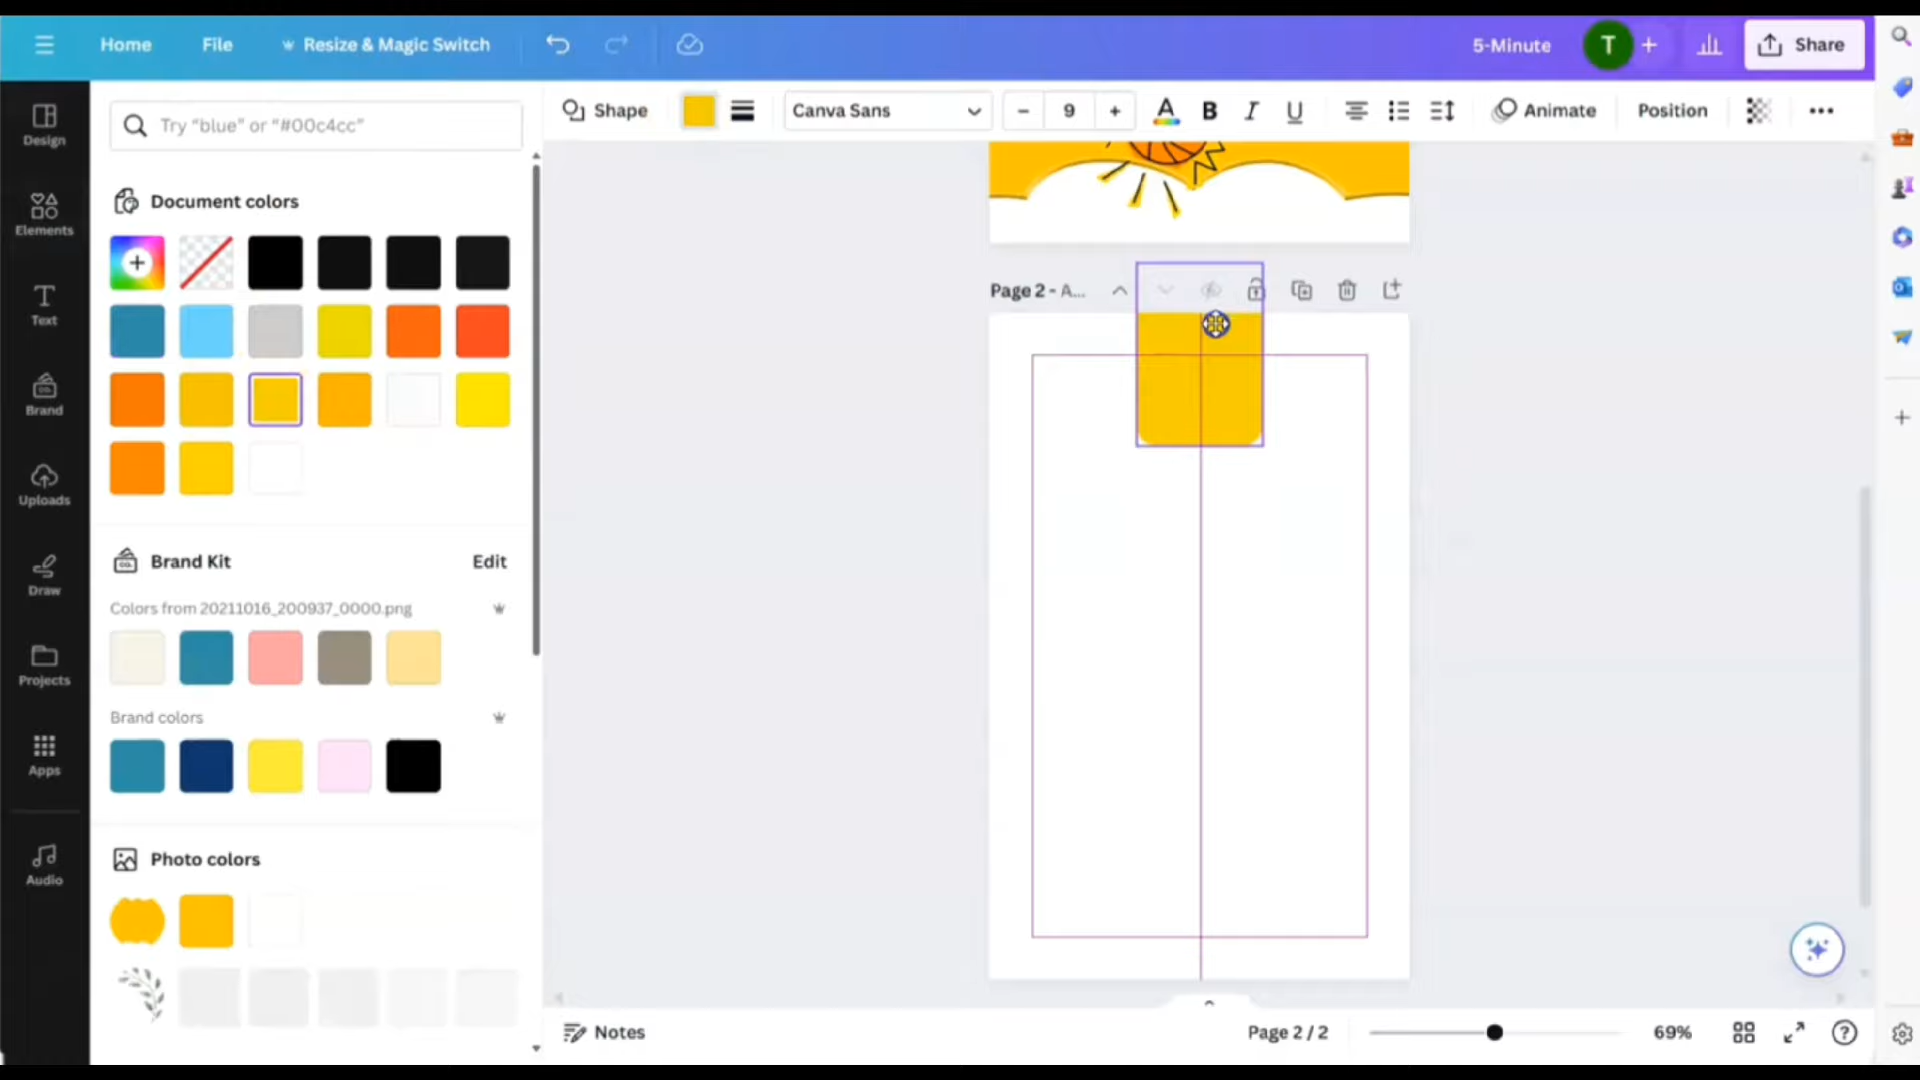 Home File Resize & Magic Switch 5-Minute T + Share
Design
Elements
Text
Brand
Uploads
Draw
Projects
Apps
Audio
Try “blue” or “#00c4cc”
Document colors
Brand Kit Edit
Colors from 20211016_200937_0000.png
Brand colors
Photo colors
Shape Canva Sans – 9 + A B I U Animate Position
Page 2 - A...
Notes Page 2 / 2 69%